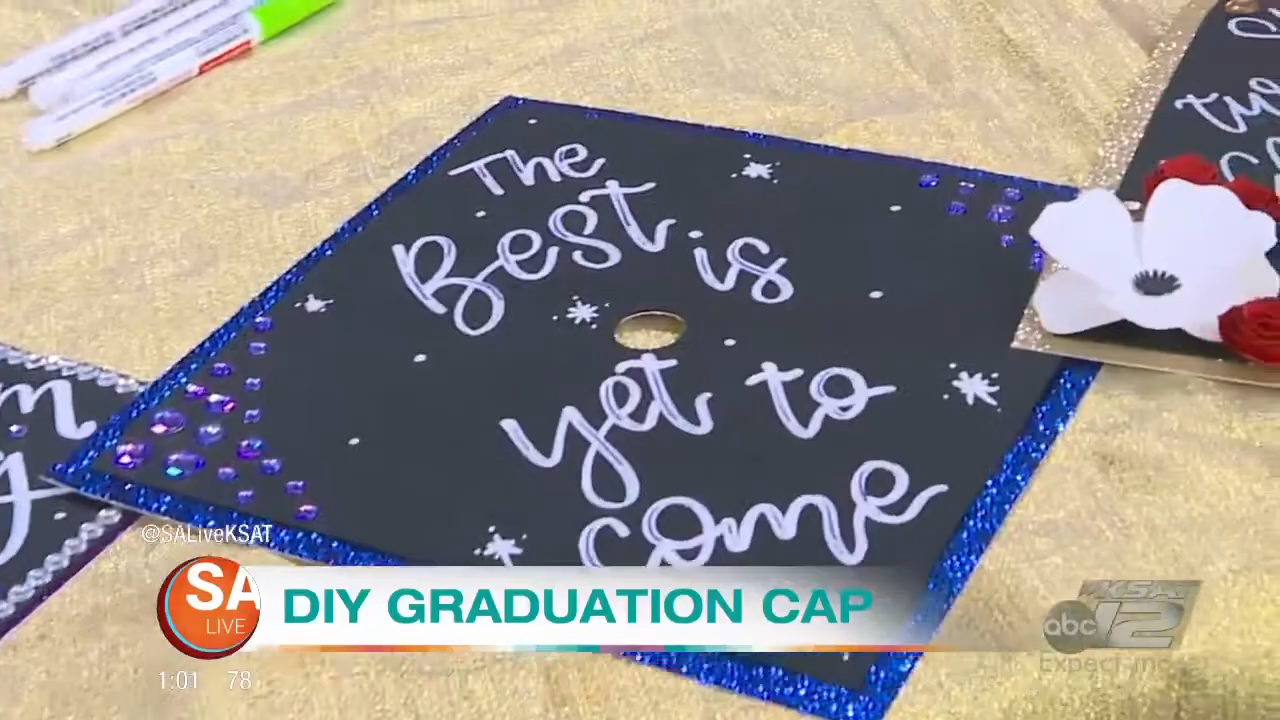 The
Best is
yet to
come
@SALiveKSAT
SA
LIVE
DIY GRADUATION CAP
1:01 78
KSAT
abc 12